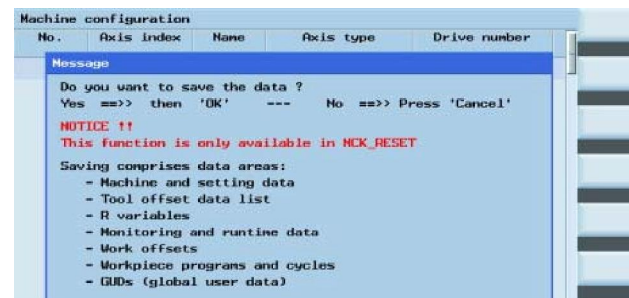 Machine configuration
No. Axis index Name Axis type Drive number
Message
Do you want to save the data ?
Yes ==>> then 'OK' --- No ==>> Press 'Cancel'
NOTICE !!
This function is only available in NCK_RESET
Saving comprises data areas:
- Machine and setting data
- Tool offset data list
- R variables
- Monitoring and runtime data
- Work offsets
- Workpiece programs and cycles
- GUDs (global user data)